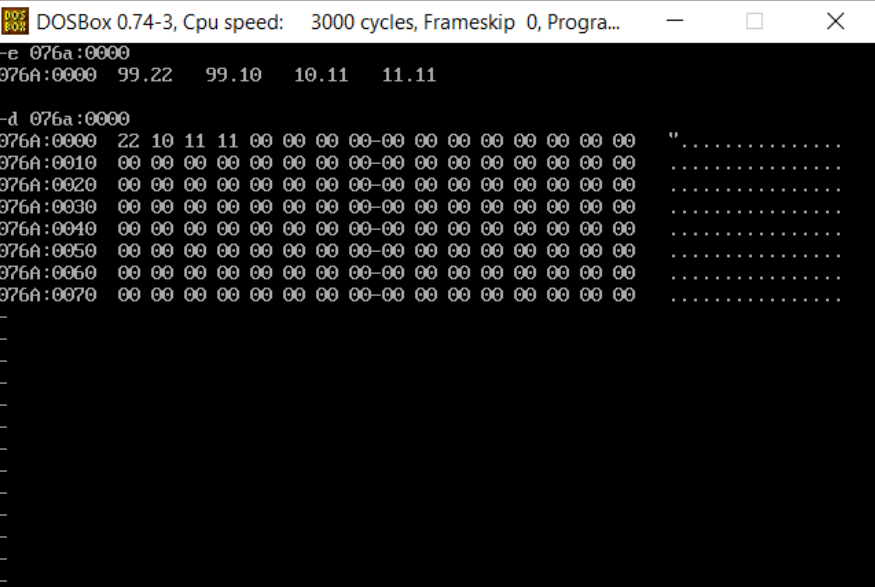 DOS BOX DOSBox 0.74-3, Cpu speed: 3000 cycles, Frameskip 0, Progra...
-e 076a:0000
076A:0000 99.22 99.10 10.11 11.11
-d 076a:0000
076A:0000 22 10 11 11 00 00 00 00-00 00 00 00 00 00 00 00 "...............
076A:0010 00 00 00 00 00 00 00 00-00 00 00 00 00 00 00 00 ................
076A:0020 00 00 00 00 00 00 00 00-00 00 00 00 00 00 00 00 ................
076A:0030 00 00 00 00 00 00 00 00-00 00 00 00 00 00 00 00 ................
076A:0040 00 00 00 00 00 00 00 00-00 00 00 00 00 00 00 00 ................
076A:0050 00 00 00 00 00 00 00 00-00 00 00 00 00 00 00 00 ................
076A:0060 00 00 00 00 00 00 00 00-00 00 00 00 00 00 00 00 ................
076A:0070 00 00 00 00 00 00 00 00-00 00 00 00 00 00 00 00 ................
-
-
-
-
-
-
-
-
-
-
-
-
-